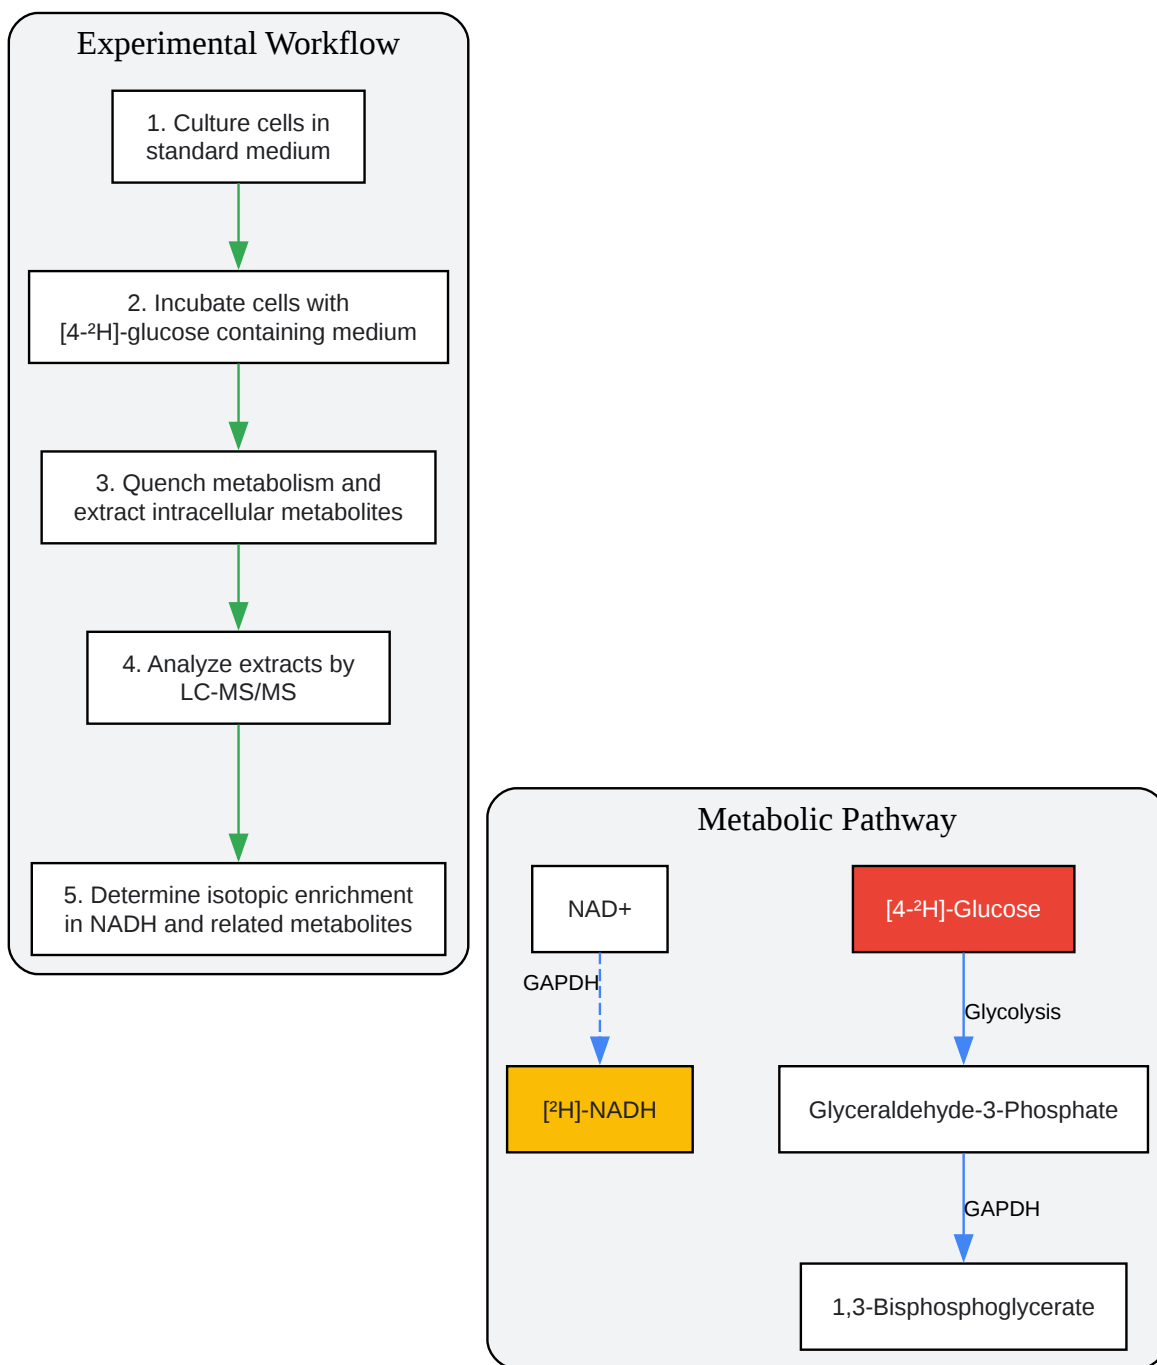 Experimental Workflow
1. Culture cells in
standard medium
2. Incubate cells with
[4-²H]-glucose containing medium
3. Quench metabolism and
extract intracellular metabolites
4. Analyze extracts by
LC-MS/MS
5. Determine isotopic enrichment
in NADH and related metabolites
Metabolic Pathway
NAD+
[4-²H]-Glucose
GAPDH
Glycolysis
[²H]-NADH
Glyceraldehyde-3-Phosphate
GAPDH
1,3-Bisphosphoglycerate